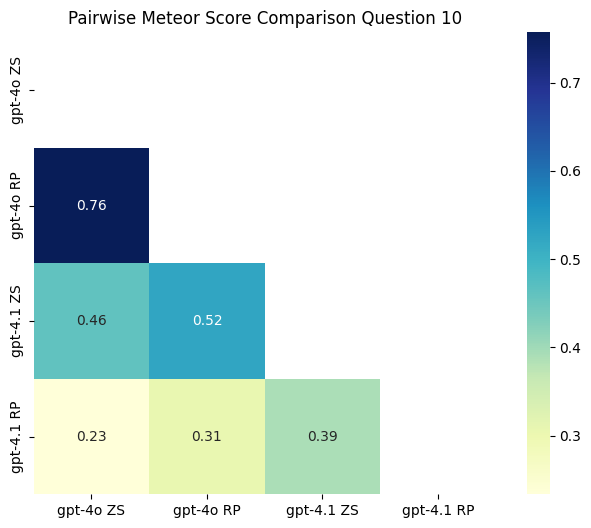 Pairwise Meteor Score Comparison Question 10
gpt-4o ZS
gpt-4o RP
0.76
gpt-4.1 ZS
0.46 0.52
gpt-4.1 RP
0.23 0.31 0.39
gpt-4o ZS gpt-4o RP gpt-4.1 ZS gpt-4.1 RP
0.7
0.6
0.5
0.4
0.3